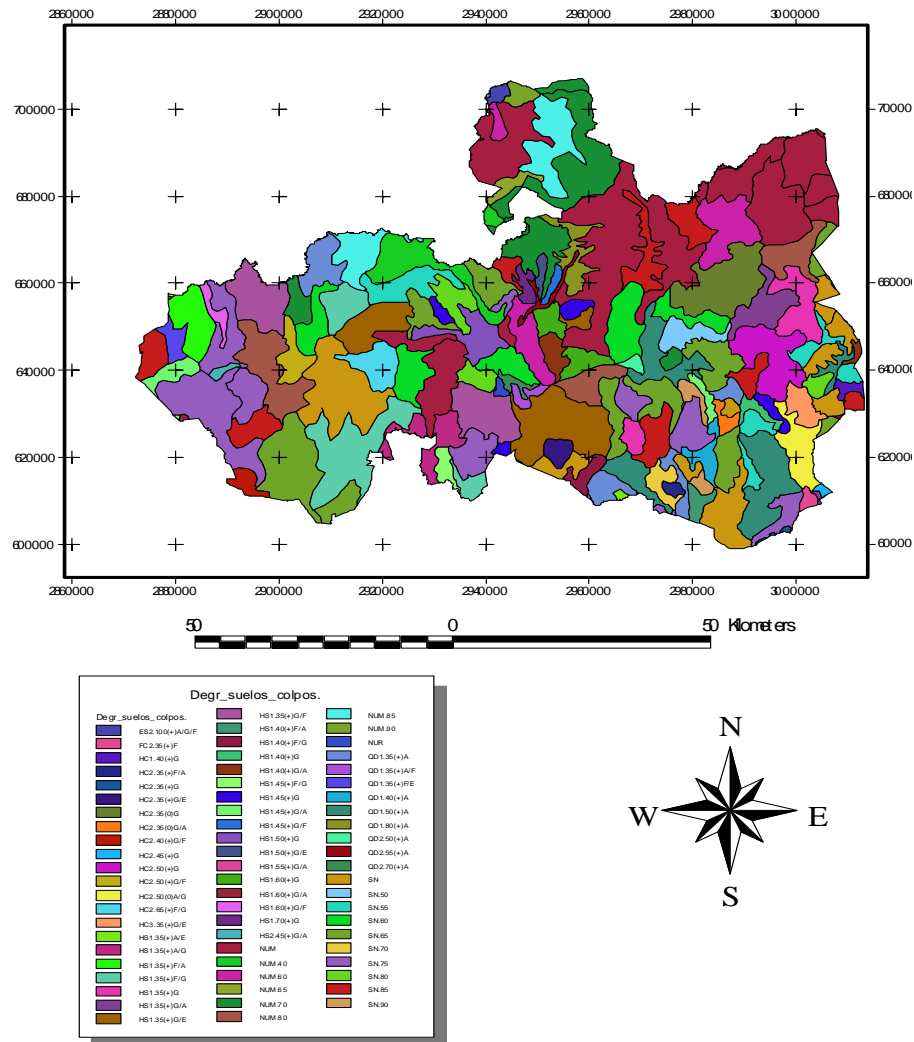 2860000 2880000 2900000 2920000 2940000 2960000 2980000 3000000
700000 700000
680000 680000
660000 660000
640000 640000
620000 620000
600000 600000
2860000 2880000 2900000 2920000 2940000 2960000 2980000 3000000
50 0 50 Kilometers
Degr_suelos_colpos.
Degr_suelos_colpos.
ES2.100(+)A/G/F
FC2.35(+)F
HC1.40(+)G
HC2.35(+)F/A
HC2.35(+)G
HC2.35(+)G/E
HC2.35(0)G
HC2.35(0)G/A
HC2.40(+)G/F
HC2.45(+)G
HC2.50(+)G
HC2.50(+)G/F
HC2.50(0)A/G
HC2.65(+)F/G
HC3.35(+)G/E
HS1.35(+)A/E
HS1.35(+)A/G
HS1.35(+)F/A
HS1.35(+)F/G
HS1.35(+)G
HS1.35(+)G/A
HS1.35(+)G/E
HS1.35(+)G/F
HS1.40(+)F/A
HS1.40(+)F/G
HS1.40(+)G
HS1.40(+)G/A
HS1.45(+)F/G
HS1.45(+)G
HS1.45(+)G/A
HS1.45(+)G/F
HS1.50(+)G
HS1.50(+)G/E
HS1.55(+)G/A
HS1.60(+)G
HS1.60(+)G/A
HS1.60(+)G/F
HS1.70(+)G
HS2.45(+)G/A
NUM
NUM.40
NUM.60
NUM.65
NUM.70
NUM.80
NUM.85
NUM.90
NUR
QD1.35(+)A
QD1.35(+)A/F
QD1.35(+)F/E
QD1.40(+)A
QD1.50(+)A
QD1.80(+)A
QD2.50(+)A
QD2.55(+)A
QD2.70(+)A
SN
SN.50
SN.55
SN.60
SN.65
SN.70
SN.75
SN.80
SN.85
SN.90
N
W E
S